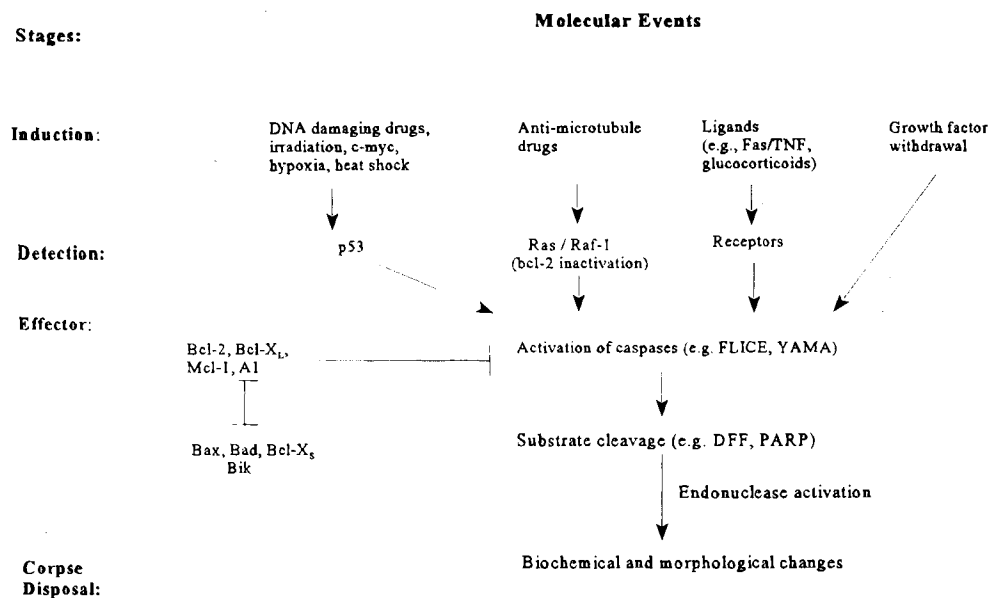 Molecular Events
Stages:
Induction:
DNA damaging drugs,
irradiation, c-myc,
hypoxia, heat shock
Anti-microtubule
drugs
Ligands
(e.g., Fas/TNF,
glucocorticoids)
Growth factor
withdrawal
Detection:
p53
Ras / Raf-1
(bcl-2 inactivation)
Receptors
Effector:
Bcl-2, Bcl-XL,
Mcl-1, A1
Activation of caspases (e.g. FLICE, YAMA)
Bax, Bad, Bcl-XS
Bik
Substrate cleavage (e.g. DFF, PARP)
Endonuclease activation
Corpse
Disposal:
Biochemical and morphological changes